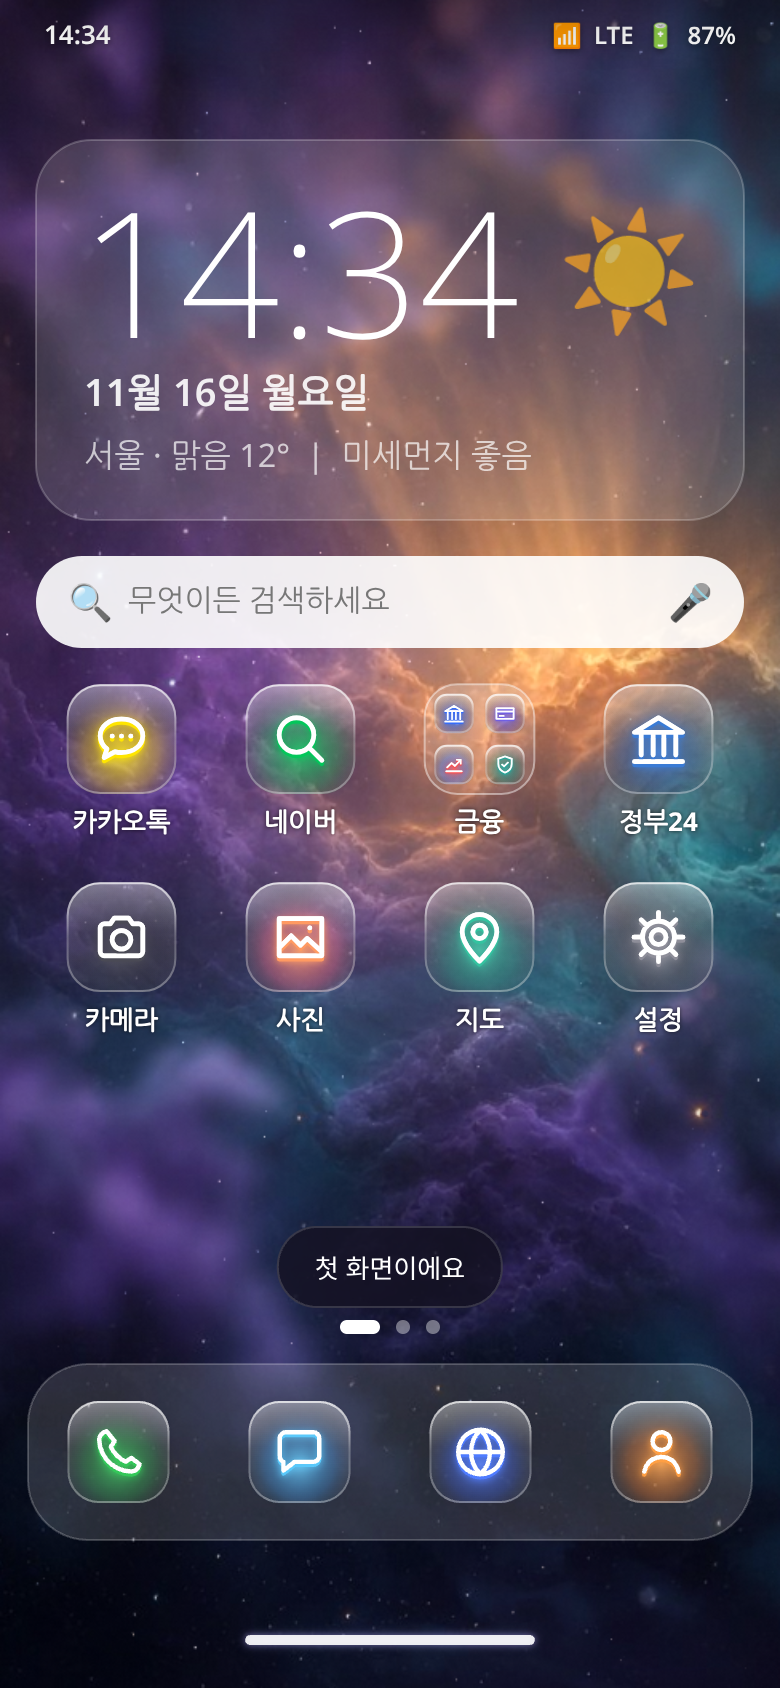 14:34
LTE 87%
14:34
11월 16일 월요일
서울 · 맑음 12° | 미세먼지 좋음
무엇이든 검색하세요
카카오톡 네이버 금융 정부24
카메라 사진 지도 설정
첫 화면이에요